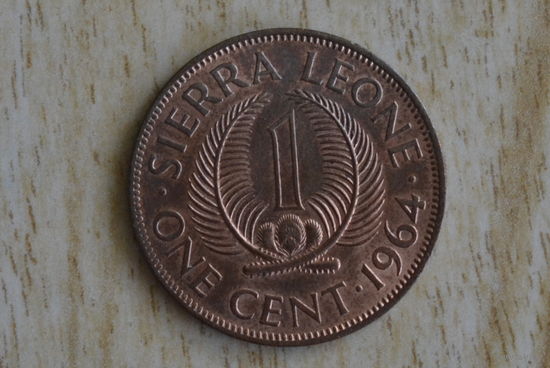 · SIERRA LEONE ·
ONE CENT · 1964
1